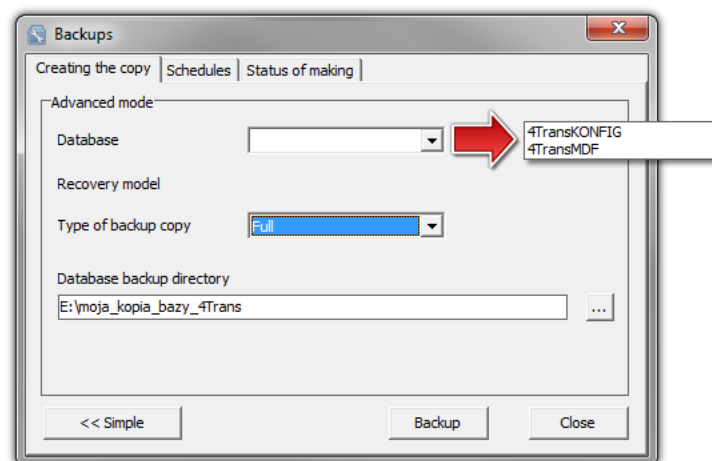 Backups
Creating the copy Schedules Status of making
Advanced mode
Database
4TransKONFIG
4TransMDF
Recovery model
Type of backup copy Full
Database backup directory
E:\moja_kopia_bazy_4Trans ...
<< Simple Backup Close